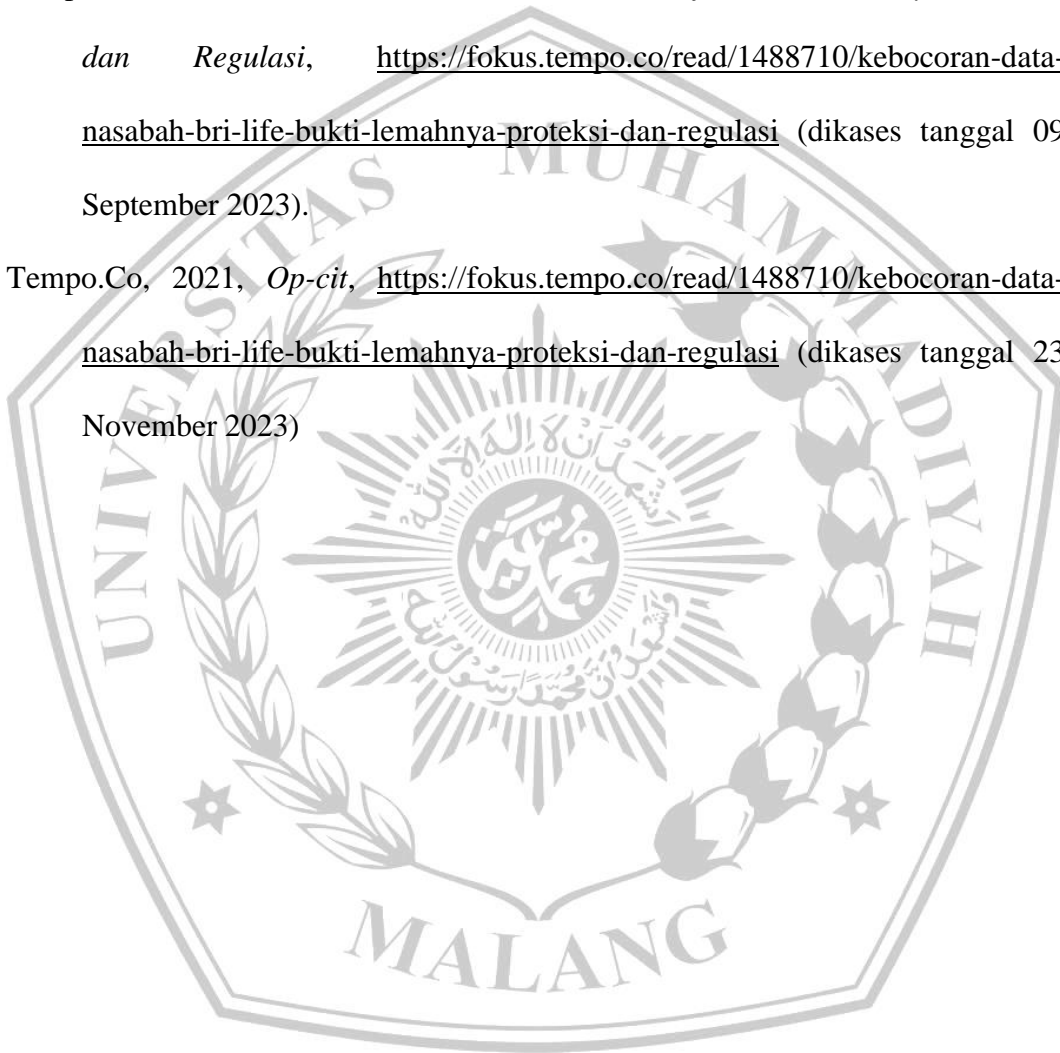 dan Regulasi, https://fokus.tempo.co/read/1488710/kebocoran-data-
nasabah-bri-life-bukti-lemahnya-proteksi-dan-regulasi (dikases tanggal 09
September 2023).
Tempo.Co, 2021, Op-cit, https://fokus.tempo.co/read/1488710/kebocoran-data-
nasabah-bri-life-bukti-lemahnya-proteksi-dan-regulasi (dikases tanggal 23
November 2023)
UNIVERSITAS MUHAMMADIYAH
MALANG